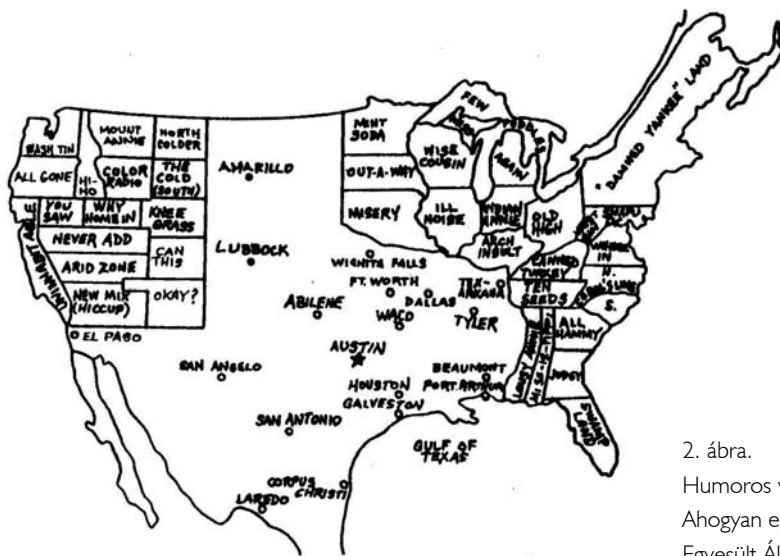 WASH TIN
ALL GONE
HI-HO
MOUNT ANNIE
NORTH COLDER
COLOR RADIO
THE COLD (SOUTH)
YOU SAW
WHY HOME IN
KNEE GRASS
NEVER ADD
CAN THIS
ARID ZONE
NEW MIX (HICCUP)
OKAY?
AMARILLO
LUBBOCK
MINT SODA
OUT-A-WAY
MISERY
FEW
PEDDLES
WISE COUSIN
AGAIN
ILL NOISE
INDIAN ANNIE
OLD HIGH
ARCH INSULT
"DAMNED YANKEE" LAND
CANNED TURKEY
TEN SEEDS
N.
S.
WICHITA FALLS
FT. WORTH
DALLAS
TEX-ARKANA
ABILENE
WACO
TYLER
AUSTIN
EL PASO
SAN ANGELO
BEAUMONT
PORT ARTHUR
HOUSTON
GALVESTON
SAN ANTONIO
GULF OF TEXAS
CORPUS CHRISTI
LAREDO
ALL HAMMY
SWAMP LAND
2. ábra.
Humoros
Ahogyan
Egyesült